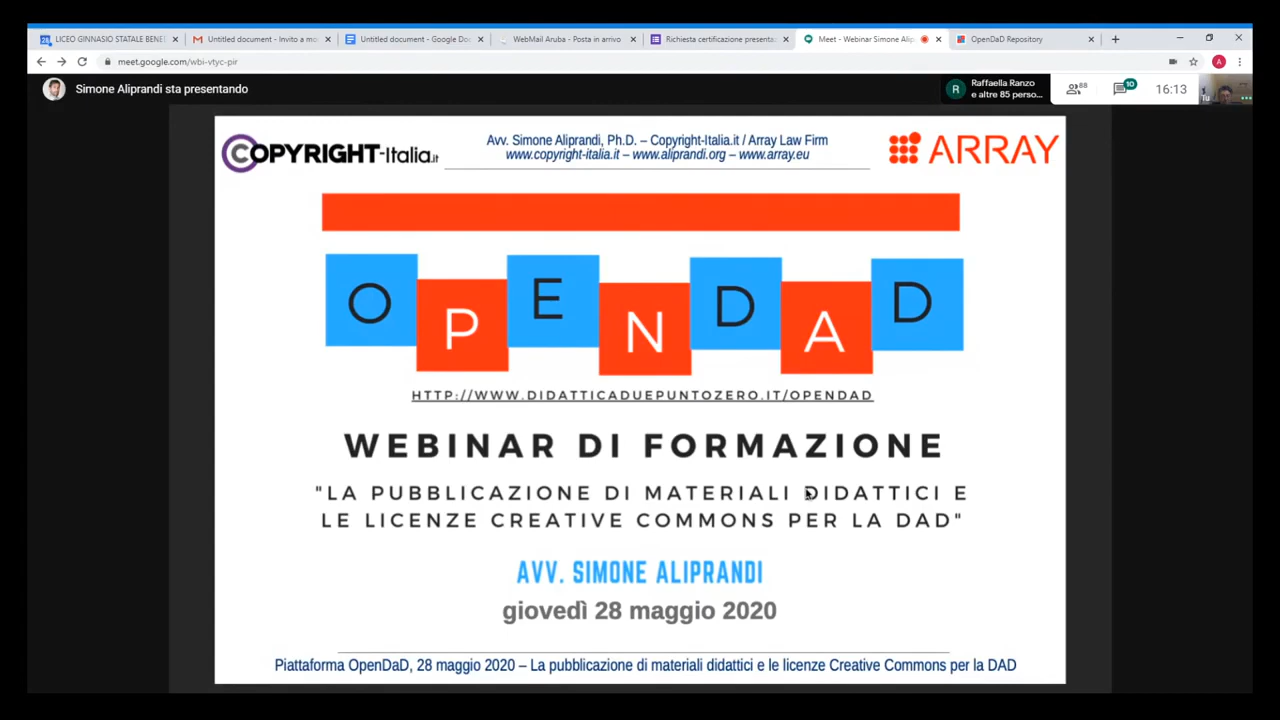 LICEO GINNASIO STATALE BENE
Untitled document - Invito a mo
Untitled document - Google Doc
WebMail Aruba - Posta in arrivo
Richiesta certificazione presenta
Meet - Webinar Simone Alip
OpenDaD Repository
meet.google.com/wbi-vtyc-pir
A
Simone Aliprandi sta presentando
R
Raffaella Ranzo
e altre 85 perso...
88
10
16:13
Tu
COPYRIGHT-Italia.it
Avv. Simone Aliprandi, Ph.D. – Copyright-Italia.it / Array Law Firm
www.copyright-italia.it – www.aliprandi.org – www.array.eu
ARRAY
OPENDAD
HTTP://WWW.DIDATTICADUEPUNTOZERO.IT/OPENDAD
WEBINAR DI FORMAZIONE
"LA PUBBLICAZIONE DI MATERIALI DIDATTICI E
LE LICENZE CREATIVE COMMONS PER LA DAD"
AVV. SIMONE ALIPRANDI
giovedì 28 maggio 2020
Piattaforma OpenDaD, 28 maggio 2020 – La pubblicazione di materiali didattici e le licenze Creative Commons per la DAD